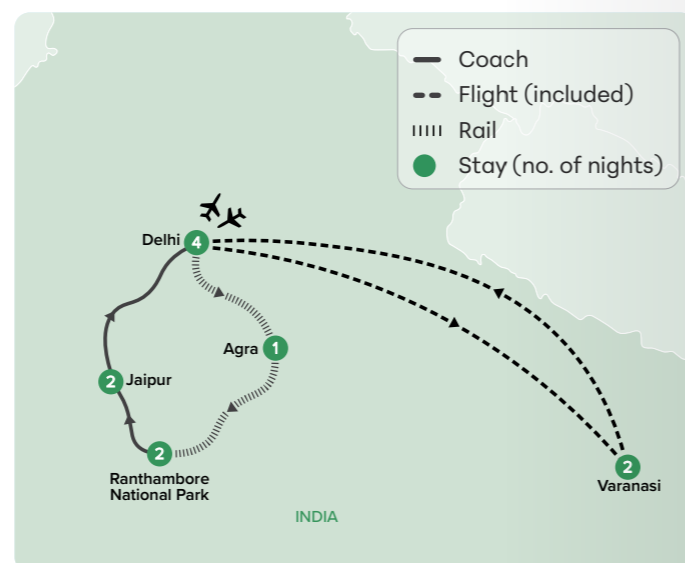 Coach
Flight (included)
Rail
Stay (no. of nights)
Delhi 4
Agra 1
2 Jaipur
2
Ranthambore
National Park
2
Varanasi
INDIA